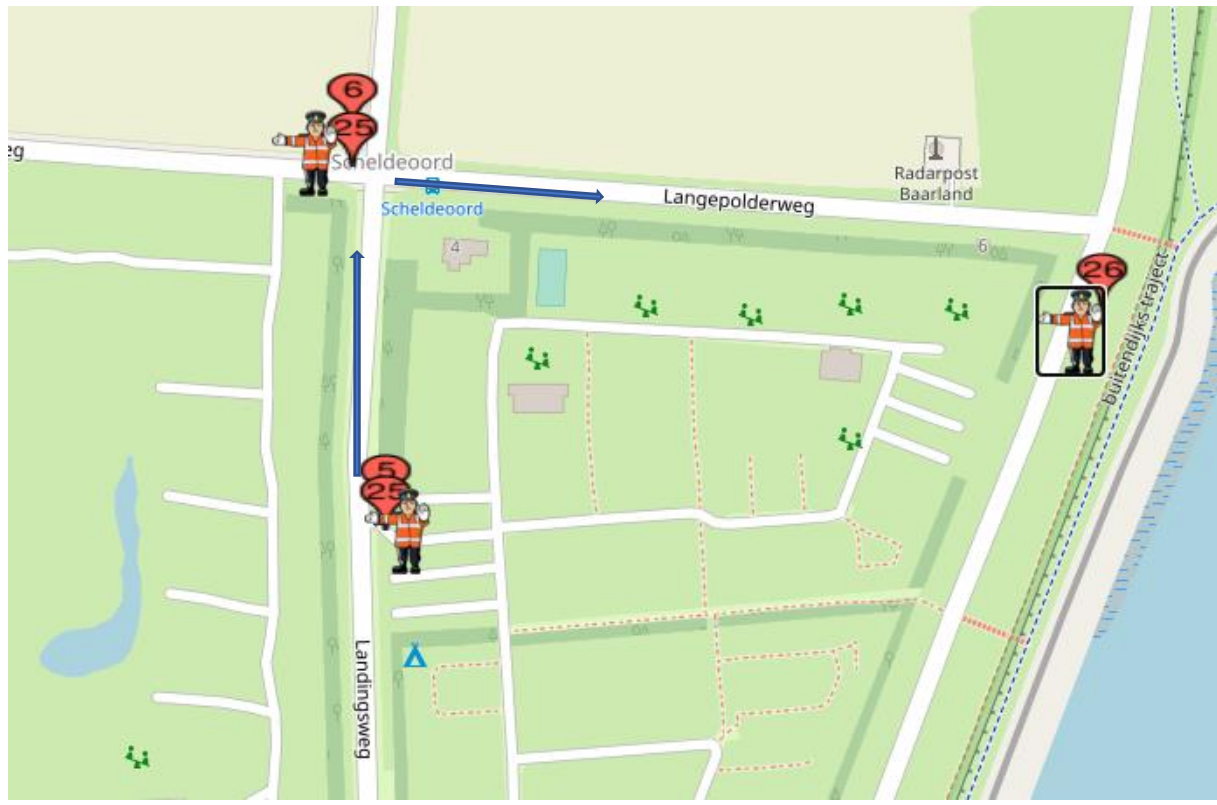 6
25
eg
Scheldeoord
Scheldeoord
Radarpost
Baarland
Langepolderweg
4
6
26
buitendijks traject
5
25
Landingsweg